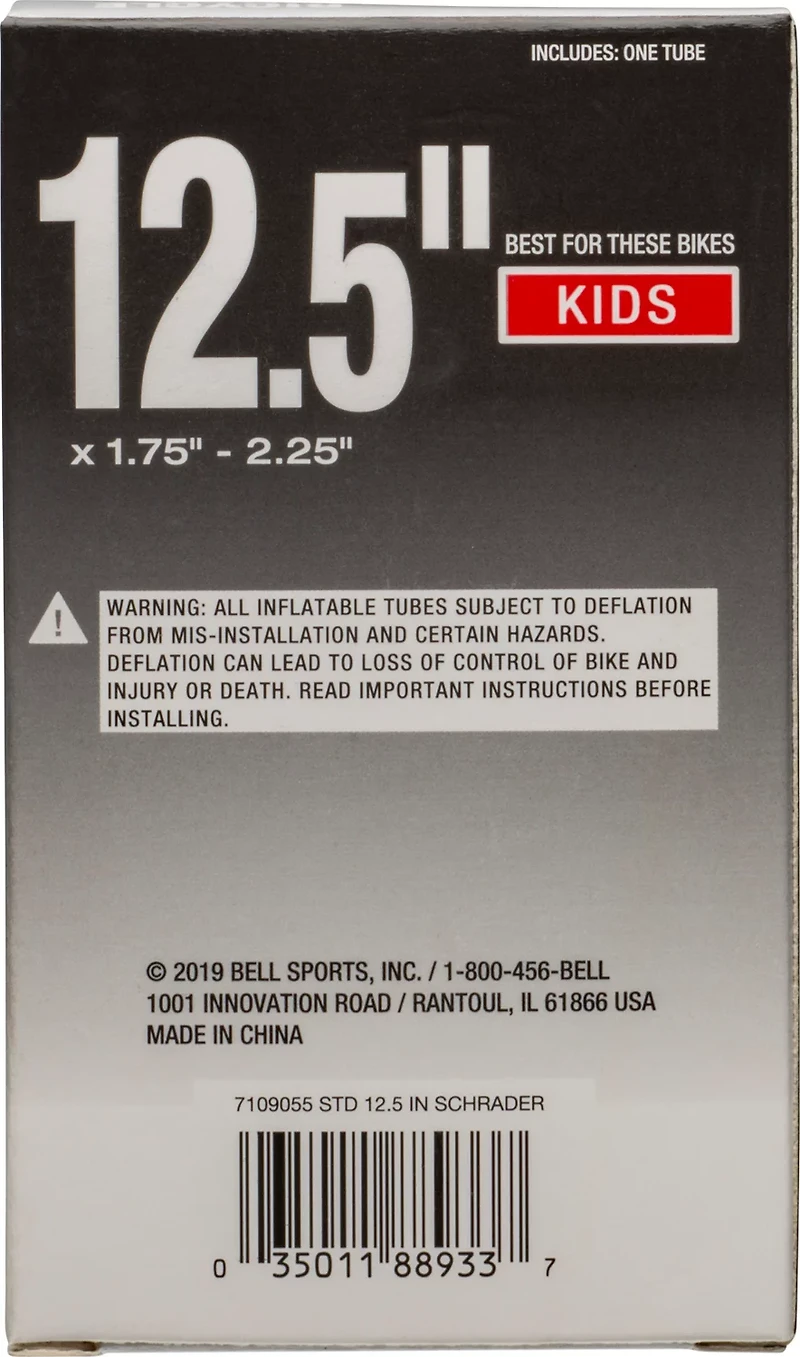 INCLUDES: ONE TUBE
12.5"
BEST FOR THESE BIKES
KIDS
x 1.75" - 2.25"
WARNING: ALL INFLATABLE TUBES SUBJECT TO DEFLATION
FROM MIS-INSTALLATION AND CERTAIN HAZARDS.
DEFLATION CAN LEAD TO LOSS OF CONTROL OF BIKE AND
INJURY OR DEATH. READ IMPORTANT INSTRUCTIONS BEFORE
INSTALLING.
© 2019 BELL SPORTS, INC. / 1-800-456-BELL
1001 INNOVATION ROAD / RANTOUL, IL 61866 USA
MADE IN CHINA
7109055 STD 12.5 IN SCHRADER
0 35011 88933 7